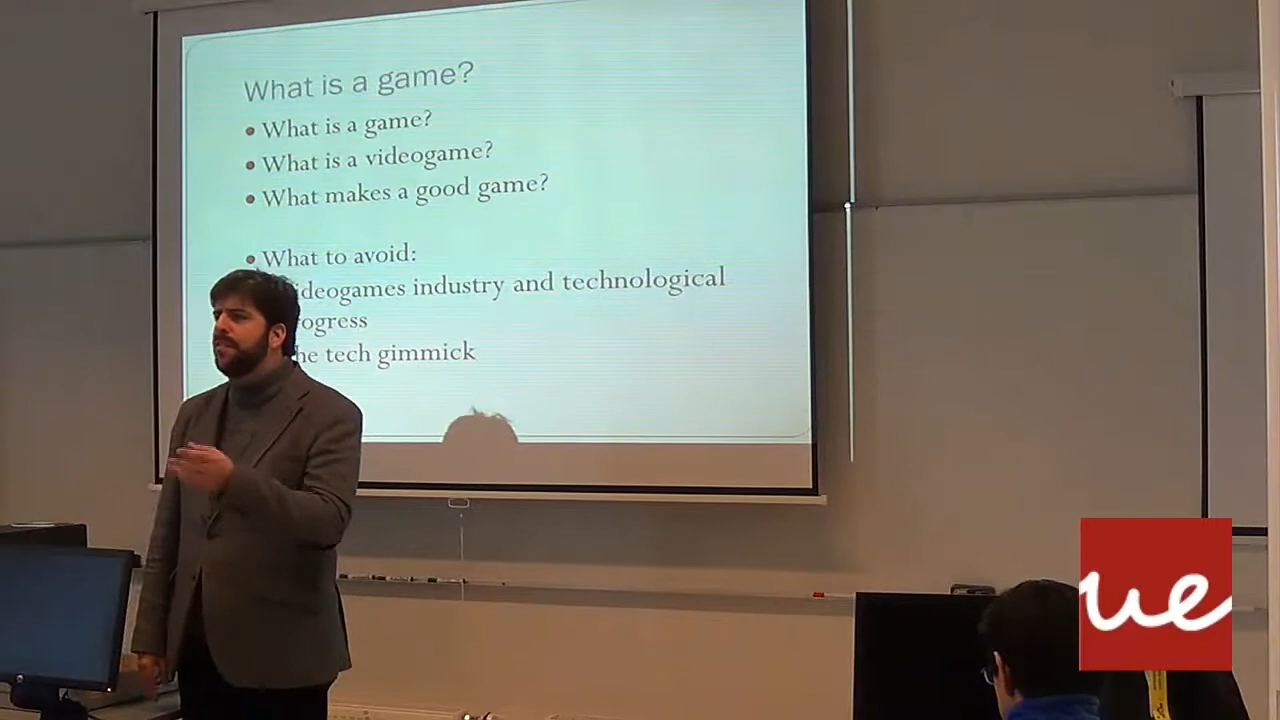 What is a game?
• What is a game?
• What is a videogame?
• What makes a good game?
• What to avoid:
ideogames industry and technological
ogress
he tech gimmick
ue